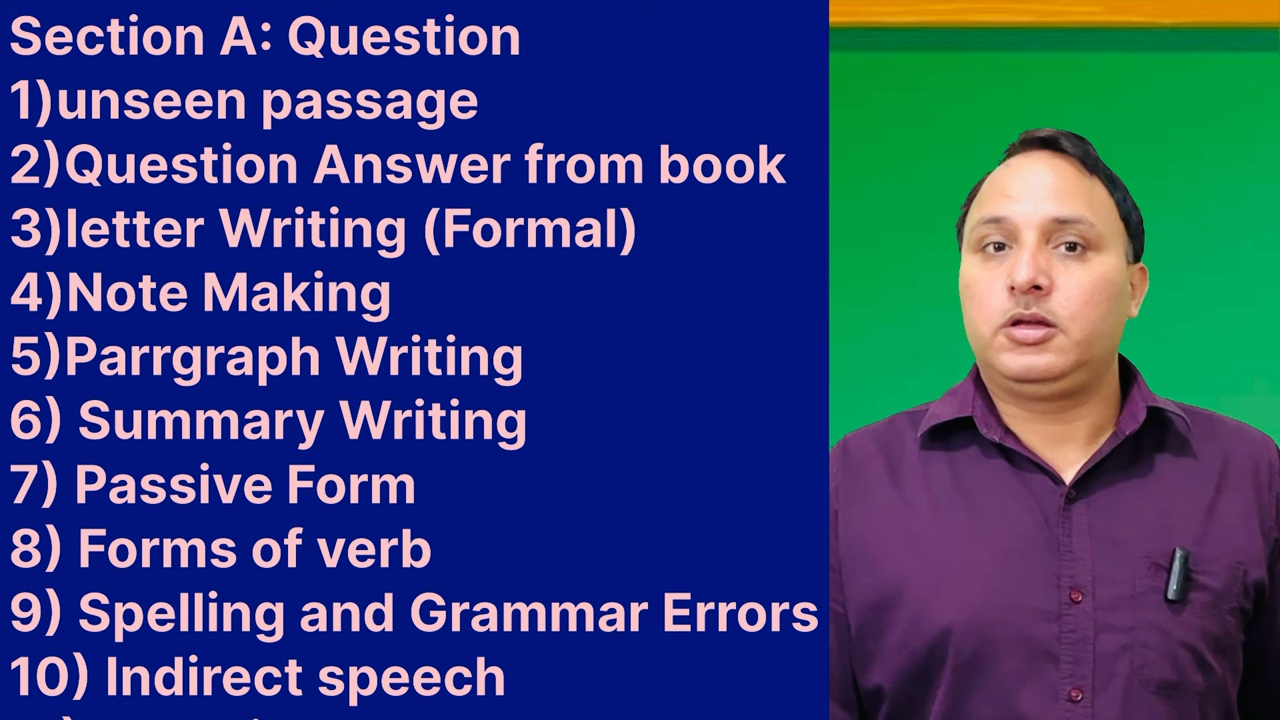 Section A: Question
1)unseen passage
2)Question Answer from book
3)letter Writing (Formal)
4)Note Making
5)Parrgraph Writing
6) Summary Writing
7) Passive Form
8) Forms of verb
9) Spelling and Grammar Errors
10) Indirect speech